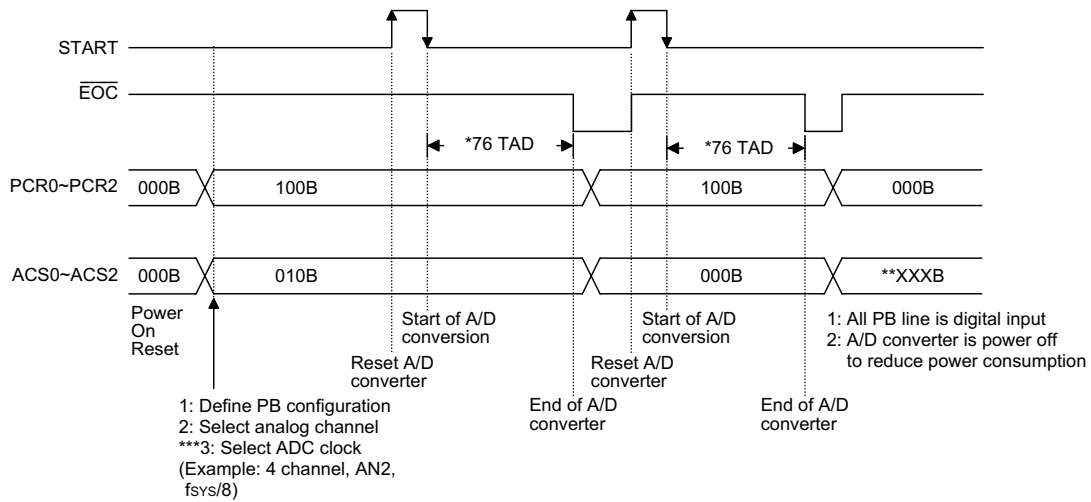 START
EOC
*76 TAD
*76 TAD
PCR0~PCR2
000B
100B
100B
000B
ACS0~ACS2
000B
010B
000B
**XXXB
Power
On
Reset
Start of A/D
conversion
Start of A/D
conversion
1: All PB line is digital input
2: A/D converter is power off
to reduce power consumption
Reset A/D
converter
Reset A/D
converter
1: Define PB configuration
2: Select analog channel
***3: Select ADC clock
(Example: 4 channel, AN2,
fSYS/8)
End of A/D
converter
End of A/D
converter